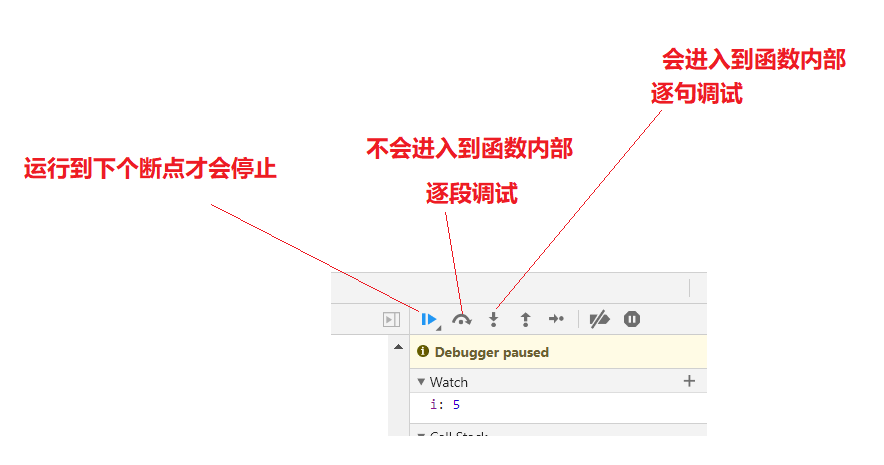 会进入到函数内部
逐句调试
不会进入到函数内部
逐段调试
运行到下个断点才会停止
Debugger paused
Watch
i: 5
Call Stack